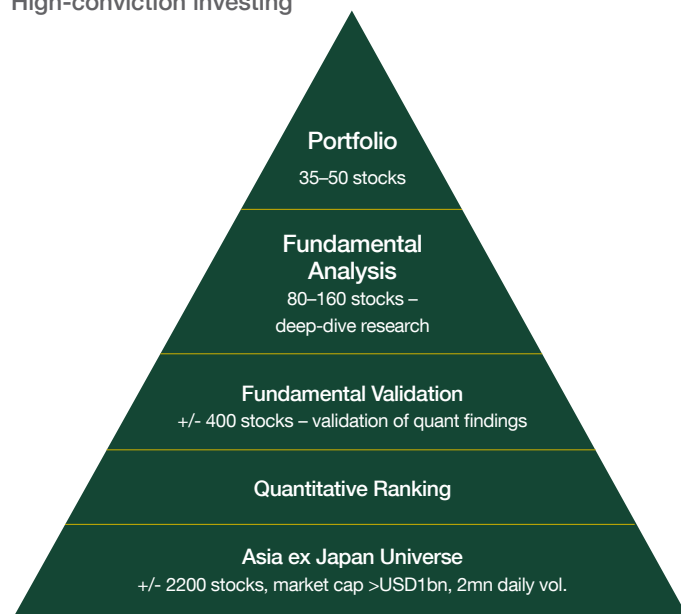 High-conviction investing
Portfolio
35–50 stocks
Fundamental
Analysis
80–160 stocks –
deep-dive research
Fundamental Validation
+/- 400 stocks – validation of quant findings
Quantitative Ranking
Asia ex Japan Universe
+/- 2200 stocks, market cap >USD1bn, 2mn daily vol.